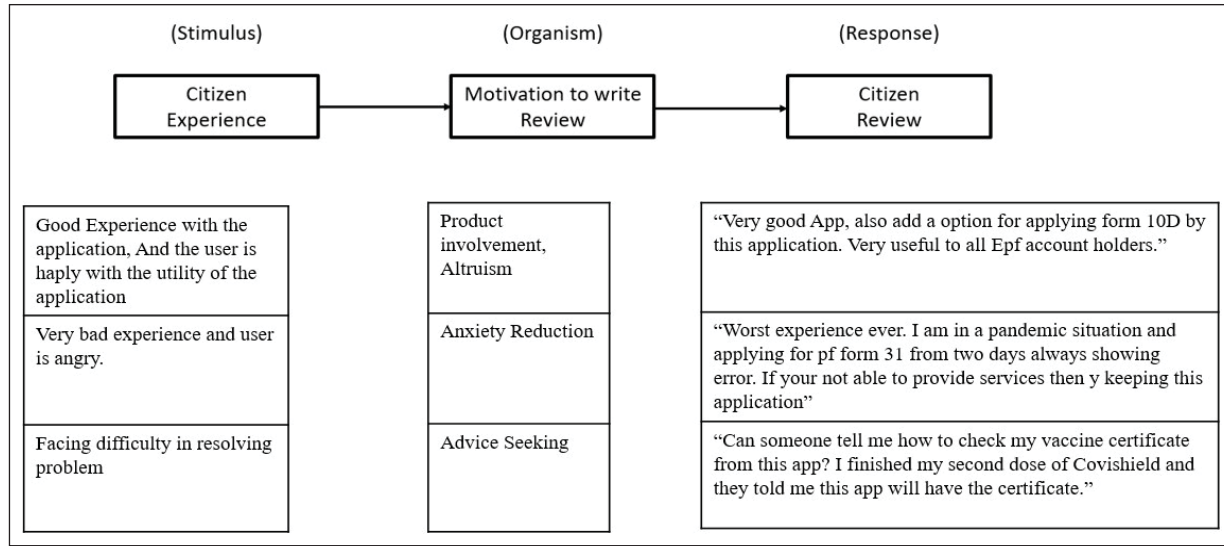 (Stimulus)
(Organism)
(Response)
Citizen
Experience
Motivation to write
Review
Citizen
Review
Good Experience with the
application, And the user is
haply with the utility of the
application
Product
involvement,
Altruism
“Very good App, also add a option for applying form 10D by
this application. Very useful to all Epf account holders.”
Very bad experience and user
is angry.
Anxiety Reduction
“Worst experience ever. I am in a pandemic situation and
applying for pf form 31 from two days always showing
error. If your not able to provide services then y keeping this
application”
Facing difficulty in resolving
problem
Advice Seeking
“Can someone tell me how to check my vaccine certificate
from this app? I finished my second dose of Covishield and
they told me this app will have the certificate.”